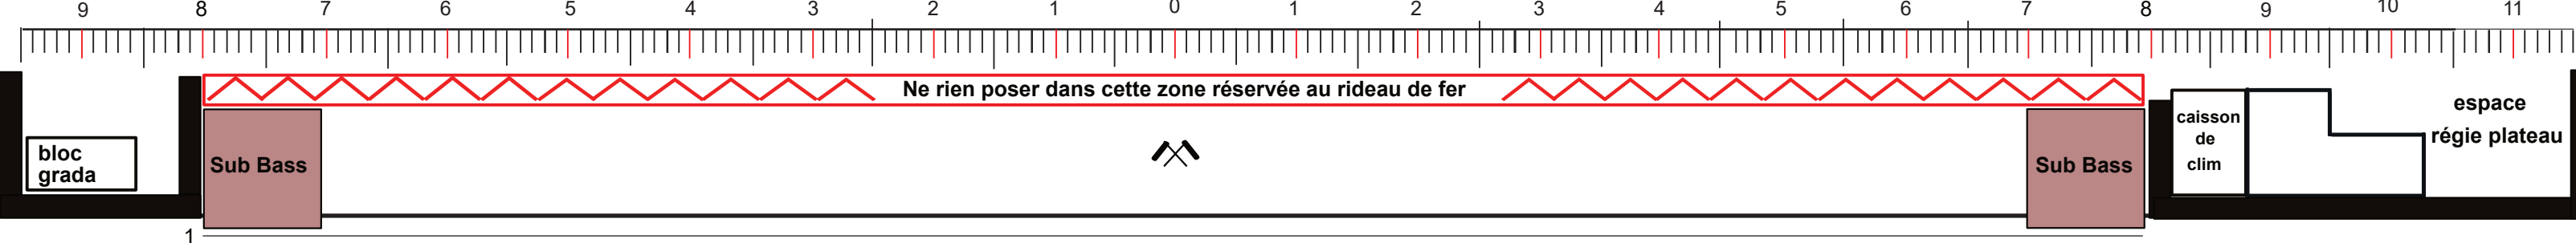 9 8 7 6 5 4 3 2 1 0 1 2 3 4 5 6 7 8 9 10 11
Ne rien poser dans cette zone réservée au rideau de fer
bloc
grada
Sub Bass
Sub Bass
caisson
de
clim
espace
régie plateau
1